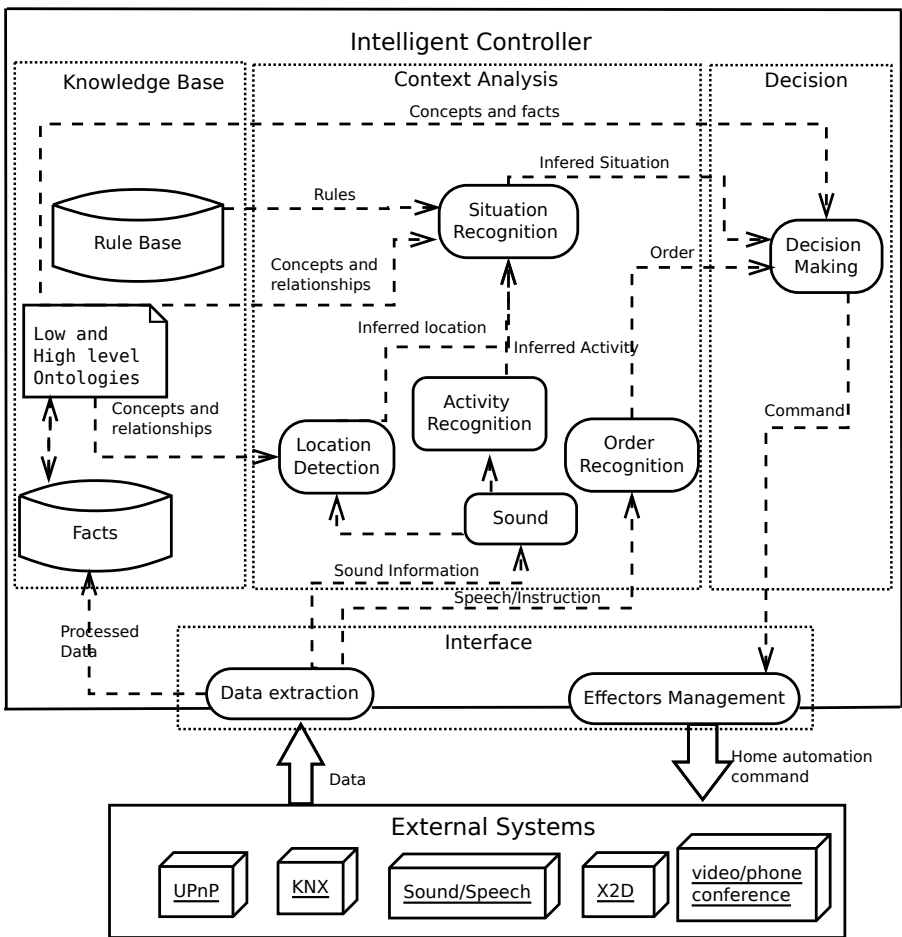 Intelligent Controller
Knowledge Base
Context Analysis
Decision
Concepts and facts
Infered Situation
Rules
Situation
Recognition
Rule Base
Order
Decision
Making
Concepts and
relationships
Low and
High level
Ontologies
Inferred location
Inferred Activity
Concepts and
relationships
Activity
Recognition
Command
Location
Detection
Order
Recognition
Facts
Sound
Sound Information
Speech/Instruction
Processed
Data
Interface
Data extraction
Effectors Management
Data
Home automation
command
External Systems
UPnP
KNX
Sound/Speech
X2D
video/phone
conference